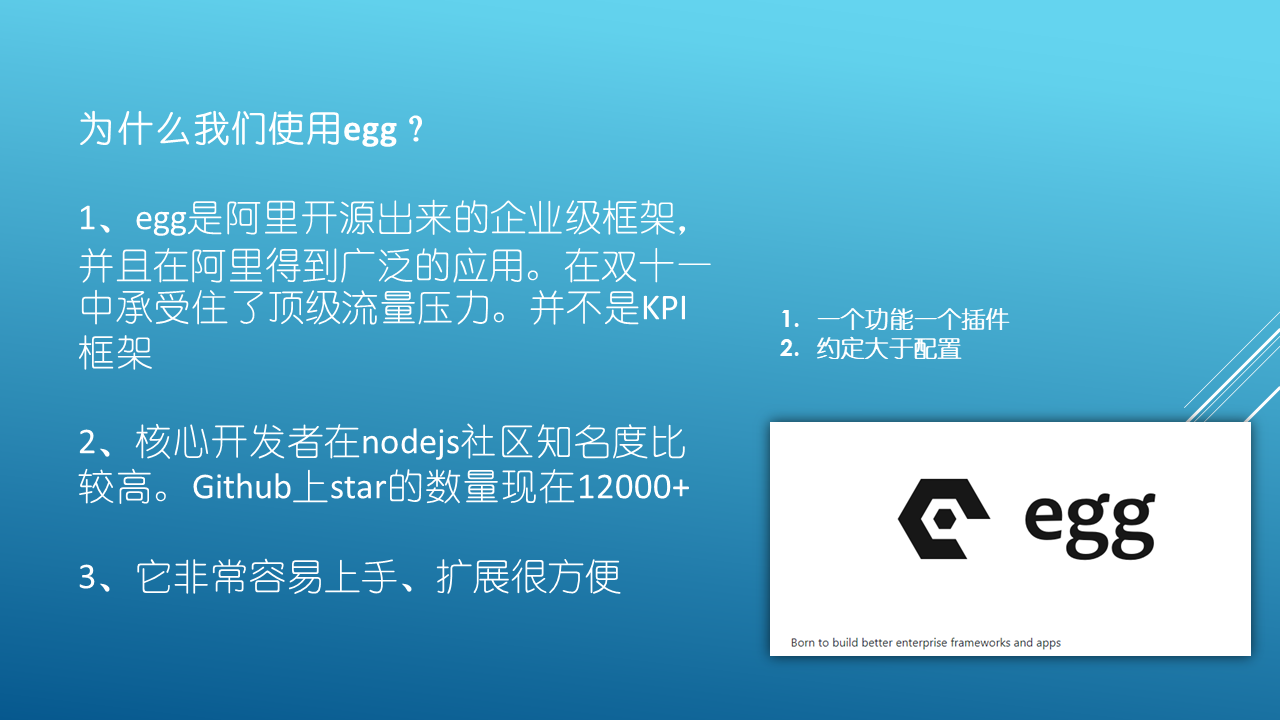 为什么我们使用egg？
1、egg是阿里开源出来的企业级框架，
并且在阿里得到广泛的应用。在双十一
中承受住了顶级流量压力。并不是KPI
框架
2、核心开发者在nodejs社区知名度比
较高。Github上star的数量现在12000+
3、它非常容易上手、扩展很方便
1. 一个功能一个插件
2. 约定大于配置
egg
Born to build better enterprise frameworks and apps